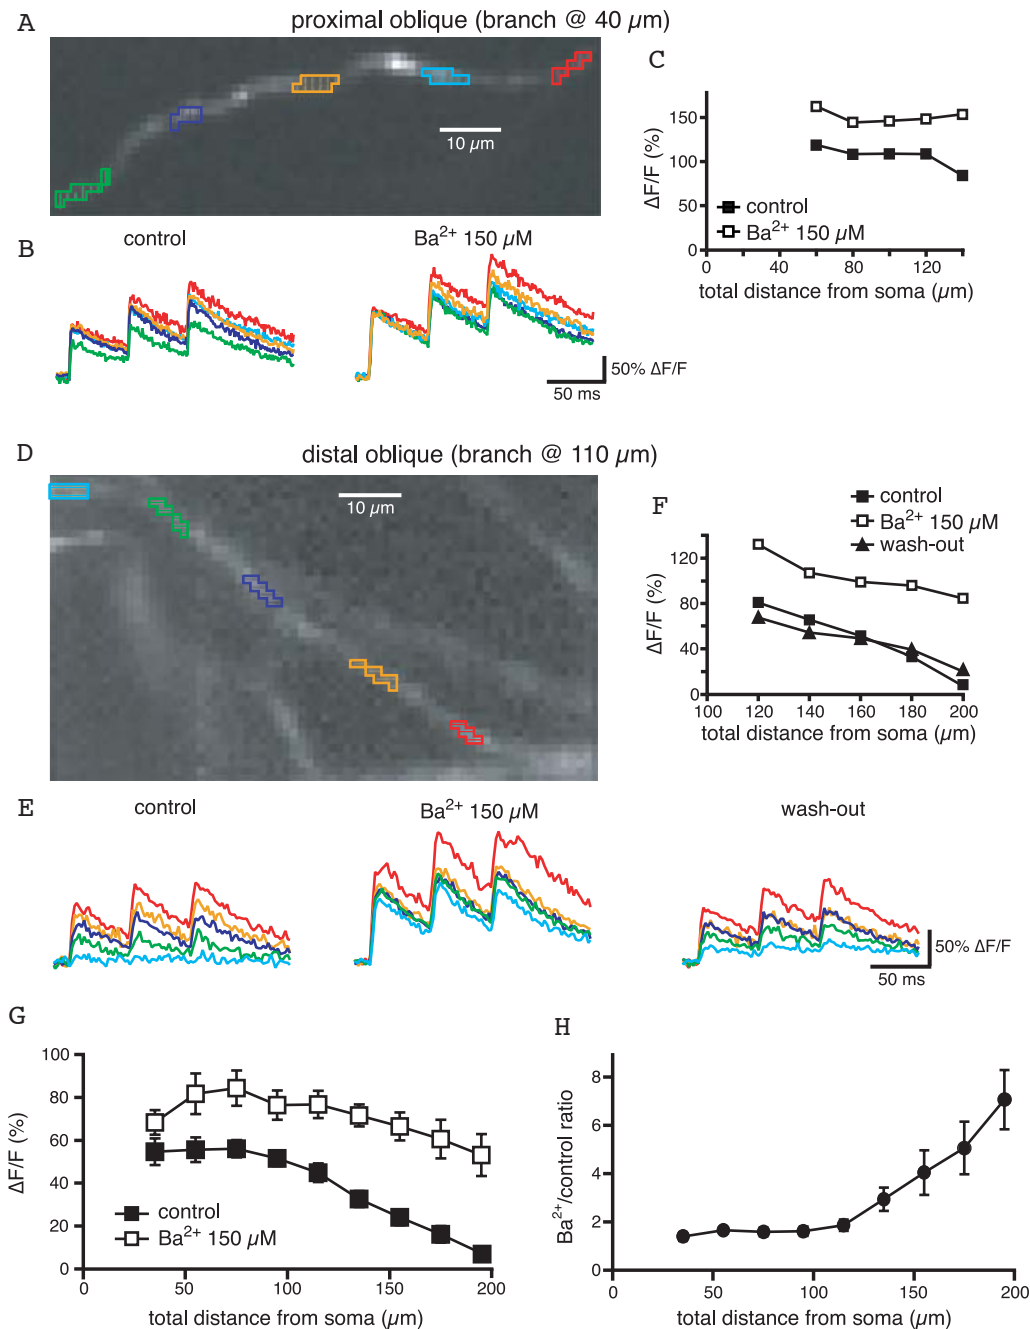 A
proximal oblique (branch @ 40 µm)
10 µm
C
ΔF/F (%)
150
100
50
0
control
Ba²⁺ 150 µM
0 40 80 120
total distance from soma (µm)
B
control
Ba²⁺ 150 µM
50% ΔF/F
50 ms
D
distal oblique (branch @ 110 µm)
10 µm
F
control
Ba²⁺ 150 µM
wash-out
ΔF/F (%)
120
80
40
0
100 120 140 160 180 200
total distance from soma (µm)
E
control
Ba²⁺ 150 µM
wash-out
50% ΔF/F
50 ms
G
ΔF/F (%)
100
80
60
40
20
0
control
Ba²⁺ 150 µM
0 50 100 150 200
total distance from soma (µm)
H
Ba²⁺/control ratio
8
6
4
2
0
0 50 100 150 200
total distance from soma (µm)